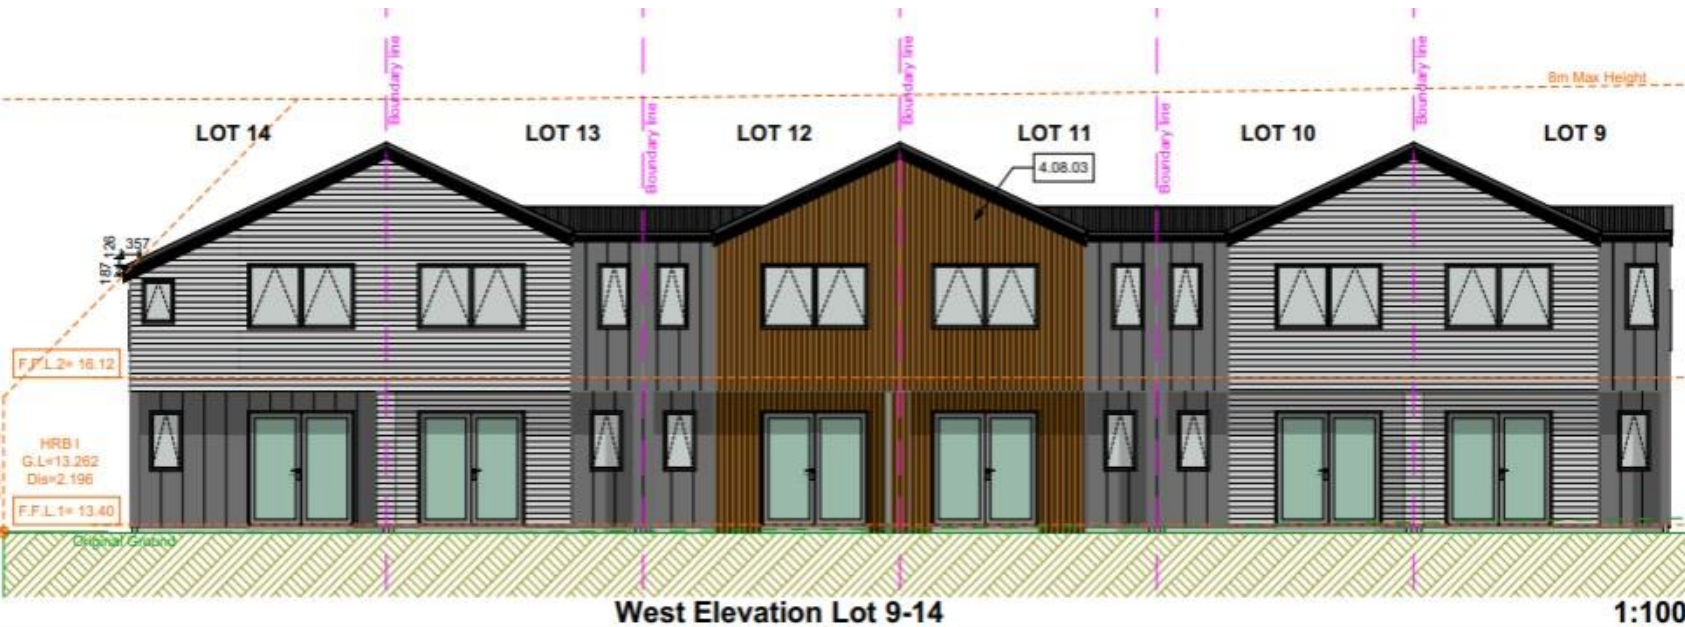 Boundary line
Boundary line
Boundary line
Boundary line
Boundary line
8m Max Height
LOT 14
LOT 13
LOT 12
LOT 11
LOT 10
LOT 9
4.08.03
126
357
187
F.F.L.2= 16.12
HRB I
G.L=13.262
Dis=2.196
F.F.L.1= 13.40
Original Ground
West Elevation Lot 9-14
1:100